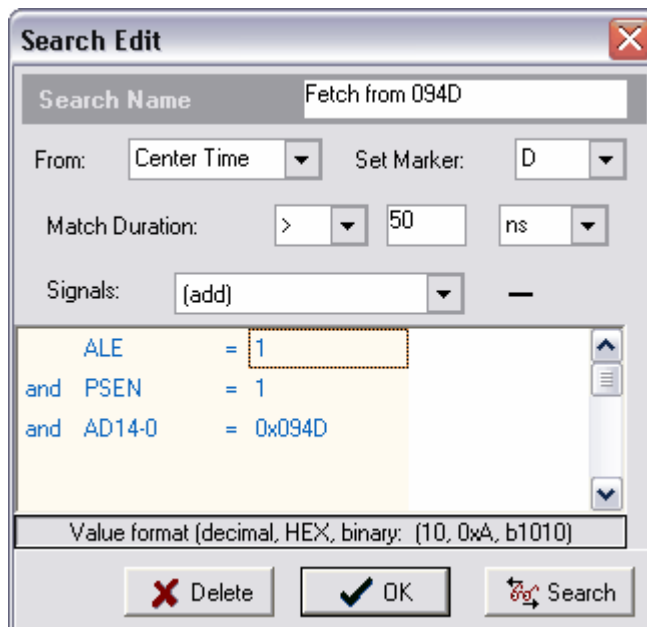 Search Edit
Search Name Fetch from 094D
From: Center Time Set Marker: D
Match Duration: > 50 ns
Signals: (add)
ALE = 1
and PSEN = 1
and AD14-0 = 0x094D
Value format (decimal, HEX, binary: (10, 0xA, b1010)
Delete OK Search